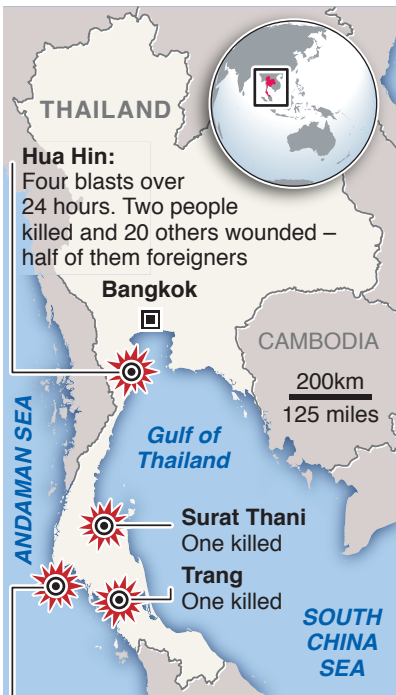 THAILAND
Hua Hin:
Four blasts over
24 hours. Two people
killed and 20 others wounded –
half of them foreigners
Bangkok
CAMBODIA
200km
125 miles
ANDAMAN SEA
Gulf of
Thailand
Surat Thani
One killed
Trang
One killed
SOUTH
CHINA
SEA